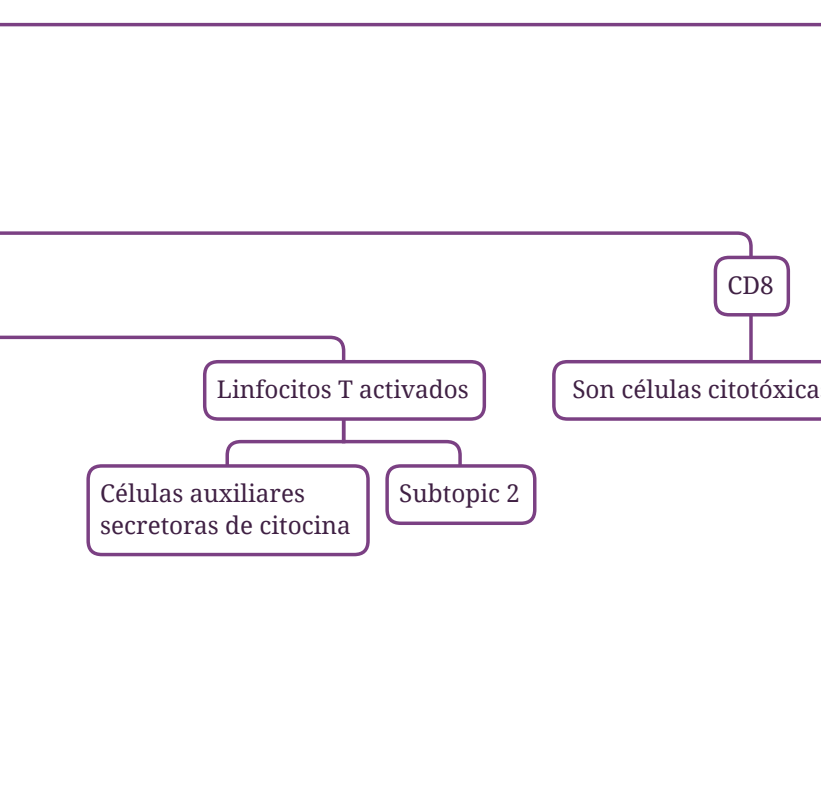 CD8
Linfocitos T activados
Son células citotóxica
Células auxiliares
secretoras de citocina
Subtopic 2